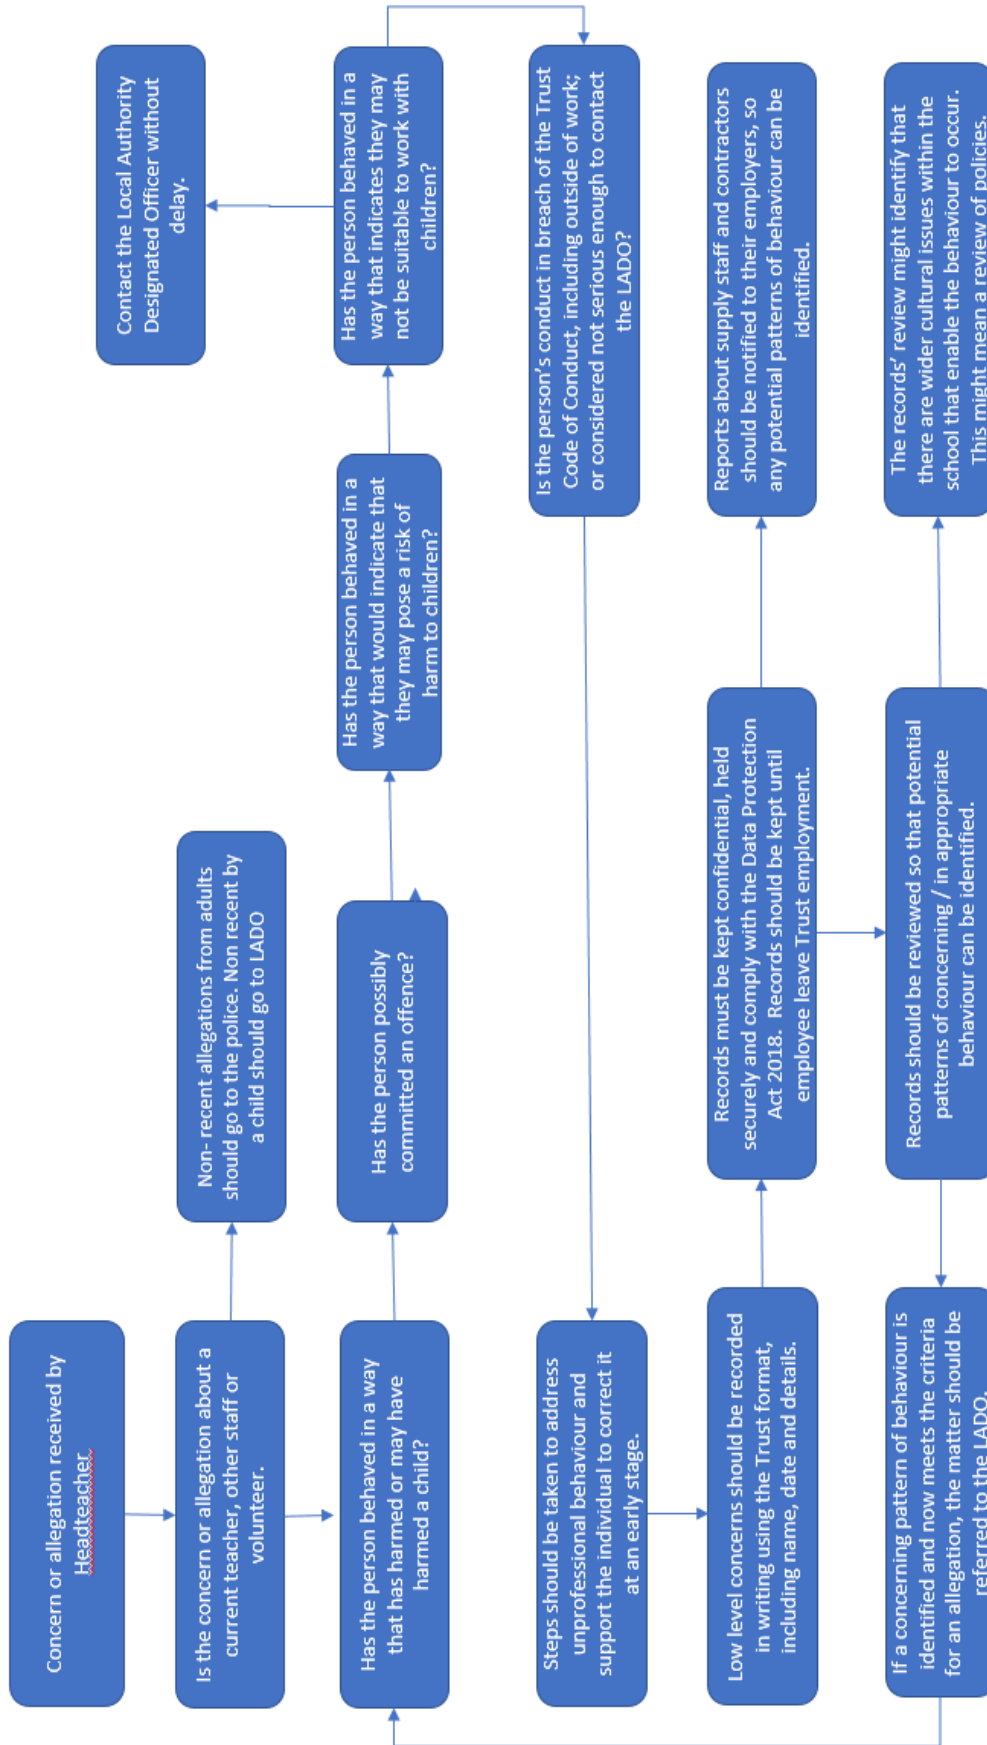 Concern or allegation received by
Headteacher
Is the concern or allegation about a
current teacher, other staff or
volunteer.
Non- recent allegations from adults
should go to the police. Non recent by
a child should go to LADO
Contact the Local Authority
Designated Officer without
delay.
Has the person behaved in a way
that has harmed or may have
harmed a child?
Has the person possibly
committed an offence?
Has the person behaved in a
way that would indicate that
they may pose a risk of
harm to children?
Has the person behaved in a
way that indicates they may
not be suitable to work with
children?
Is the person's conduct in breach of the Trust
Code of Conduct, including outside of work;
or considered not serious enough to contact
the LADO?
Steps should be taken to address
unprofessional behaviour and
support the individual to correct it
at an early stage.
Low level concerns should be recorded
in writing using the Trust format,
including name, date and details.
Records must be kept confidential, held
securely and comply with the Data Protection
Act 2018. Records should be kept until
employee leave Trust employment.
Reports about supply staff and contractors
should be notified to their employers, so
any potential patterns of behaviour can be
identified.
Records should be reviewed so that potential
patterns of concerning / in appropriate
behaviour can be identified.
If a concerning pattern of behaviour is
identified and now meets the criteria
for an allegation, the matter should be
referred to the LADO.
The records' review might identify that
there are wider cultural issues within the
school that enable the behaviour to occur.
This might mean a review of policies.